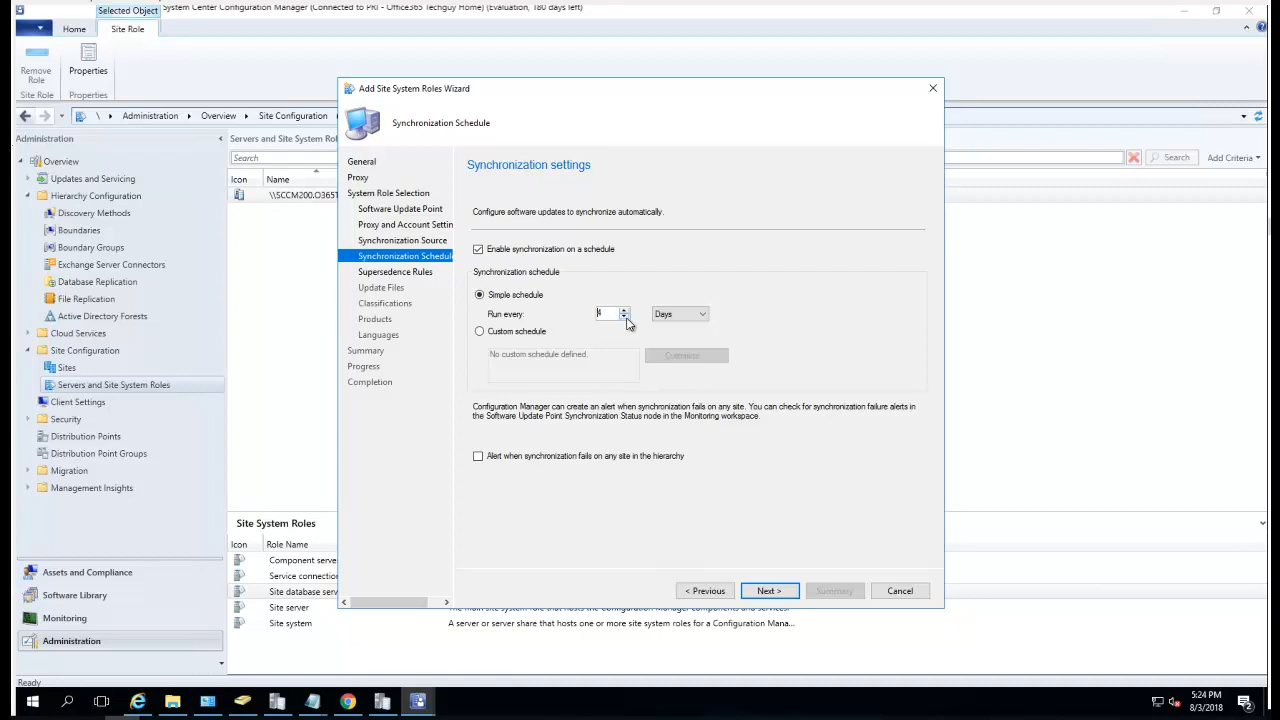 Selected Object
System Center Configuration Manager (Connected to PRI - Office365 Techguy Home) (Evaluation, 180 days left)
Home
Site Role
Remove
Role
Properties
Site Role
Properties
\ ▸ Administration ▸ Overview ▸ Site Configuration
Administration
Servers and Site System Rol
Overview
Updates and Servicing
Hierarchy Configuration
Discovery Methods
Boundaries
Boundary Groups
Exchange Server Connectors
Database Replication
File Replication
Active Directory Forests
Cloud Services
Site Configuration
Sites
Servers and Site System Roles
Client Settings
Security
Distribution Points
Distribution Point Groups
Migration
Management Insights
Assets and Compliance
Software Library
Monitoring
Administration
Ready
Search
Search
Add Criteria
Icon
Name
\\SCCM200.O365T
Site System Roles
Icon
Role Name
Component serve
Service connection
Site database serv
Site server
Site system
A server or server share that hosts one or more site system roles for a Configuration Mana...
Add Site System Roles Wizard
Synchronization Schedule
General
Proxy
System Role Selection
Software Update Point
Proxy and Account Settin
Synchronization Source
Synchronization Schedule
Supersedence Rules
Update Files
Classifications
Products
Languages
Summary
Progress
Completion
Synchronization settings
Configure software updates to synchronize automatically.
Enable synchronization on a schedule
Synchronization schedule
Simple schedule
Run every:
4
Days
Custom schedule
No custom schedule defined.
Customize
Configuration Manager can create an alert when synchronization fails on any site. You can check for synchronization failure alerts in
the Software Update Point Synchronization Status node in the Monitoring workspace.
Alert when synchronization fails on any site in the hierarchy
< Previous
Next >
Summary
Cancel
5:24 PM
8/3/2018
2